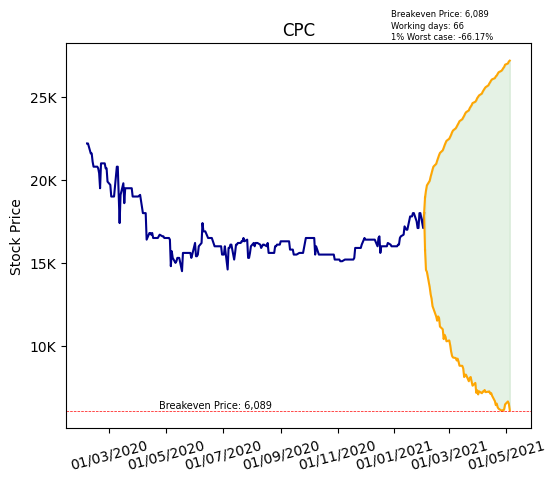 Breakeven Price: 6,089
Working days: 66
1% Worst case: -66.17%
CPC
Stock Price
25K
20K
15K
10K
Breakeven Price: 6,089
01/03/2020 01/05/2020 01/07/2020 01/09/2020 01/11/2020 01/01/2021 01/03/2021 01/05/2021